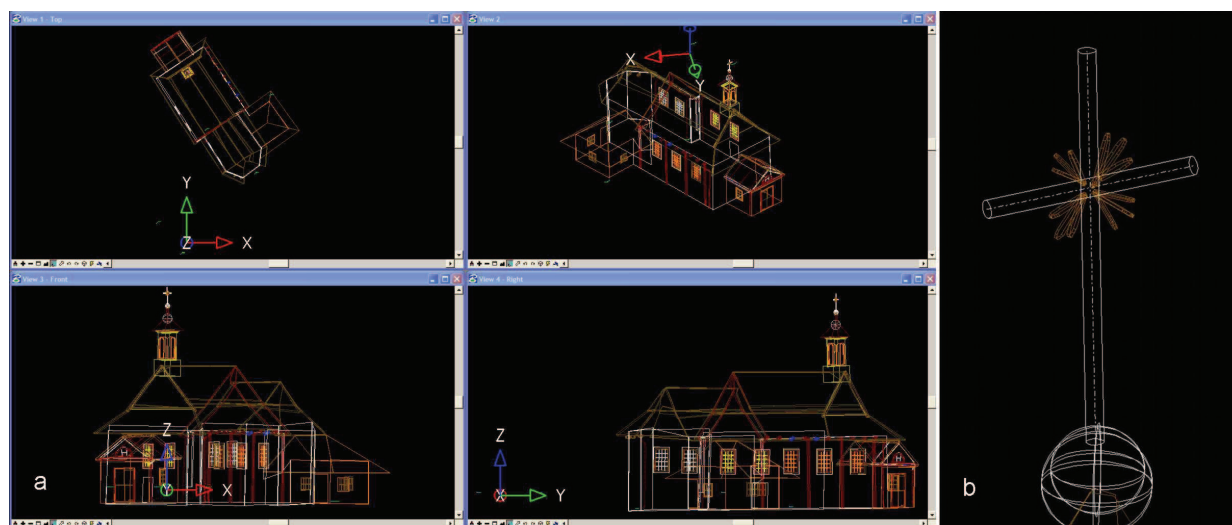 View 1 - Top
Y
Z
X
View 2
X
Y
View 3 - Front
Z
Y
X
a
View 4 - Right
Z
X
Y
b